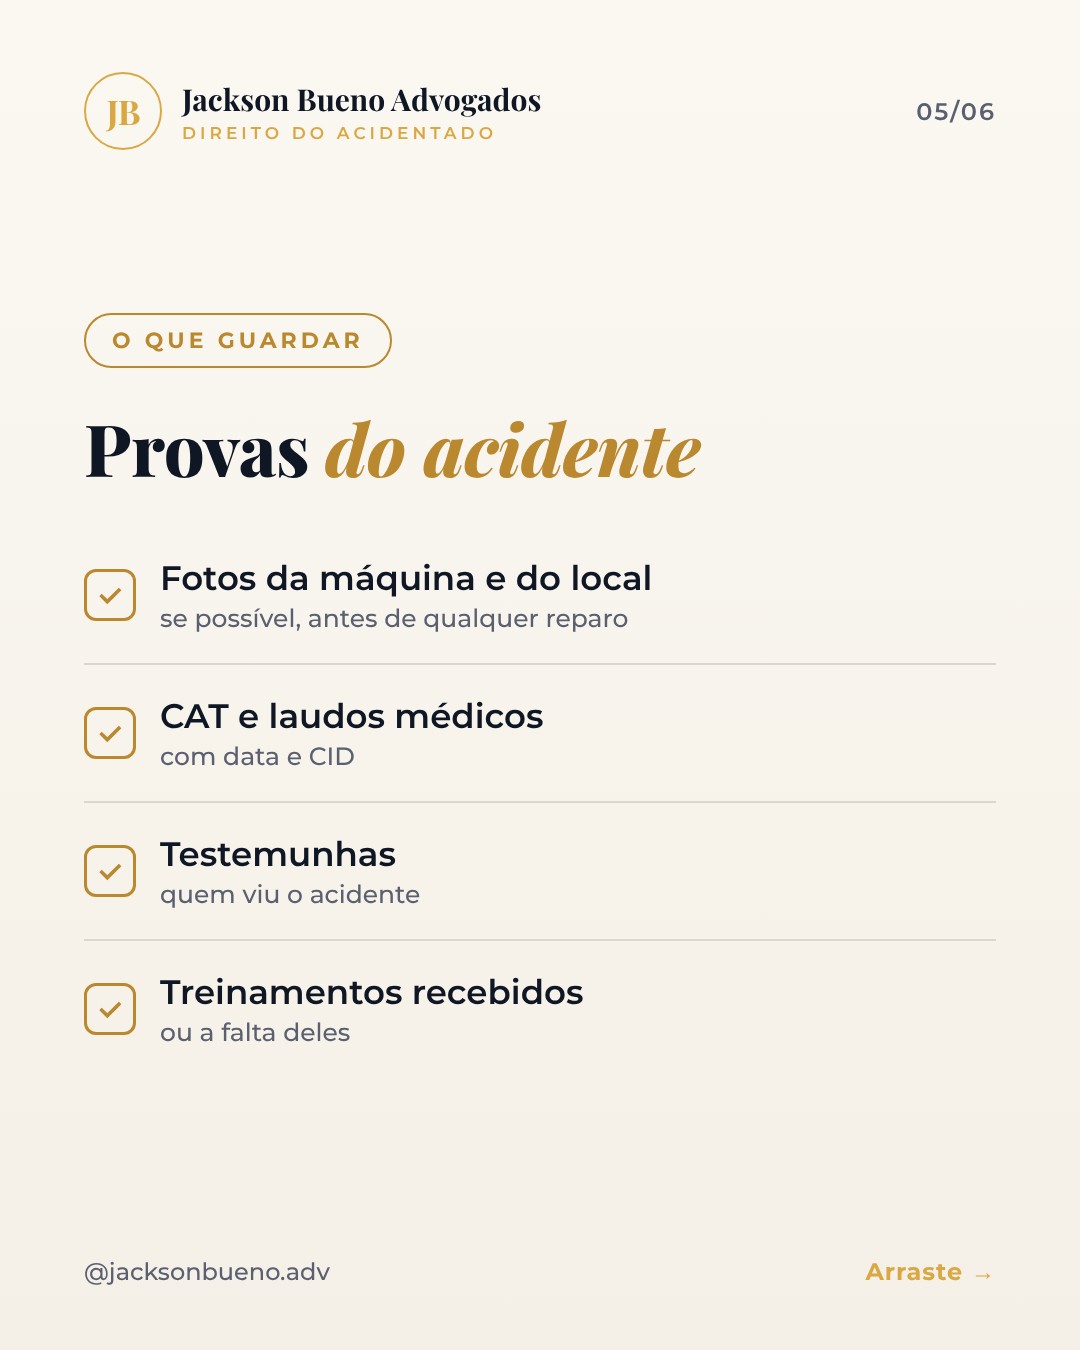 JB
Jackson Bueno Advogados
DIREITO DO ACIDENTADO
05/06
O QUE GUARDAR
Provas do acidente
Fotos da máquina e do local
se possível, antes de qualquer reparo
CAT e laudos médicos
com data e CID
Testemunhas
quem viu o acidente
Treinamentos recebidos
ou a falta deles
@jacksonbueno.adv
Arraste →